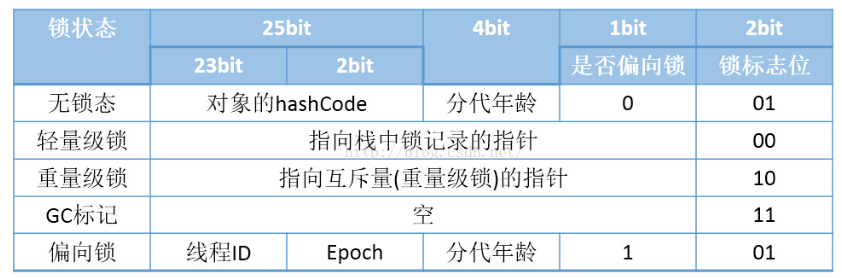 锁状态 25bit 4bit 1bit 2bit
23bit 2bit 是否偏向锁 锁标志位
无锁态 对象的hashCode 分代年龄 0 01
轻量级锁 指向栈中锁记录的指针 00
http://blog.csdn.net/
重量级锁 指向互斥量(重量级锁)的指针 10
GC标记 空 11
偏向锁 线程ID Epoch 分代年龄 1 01